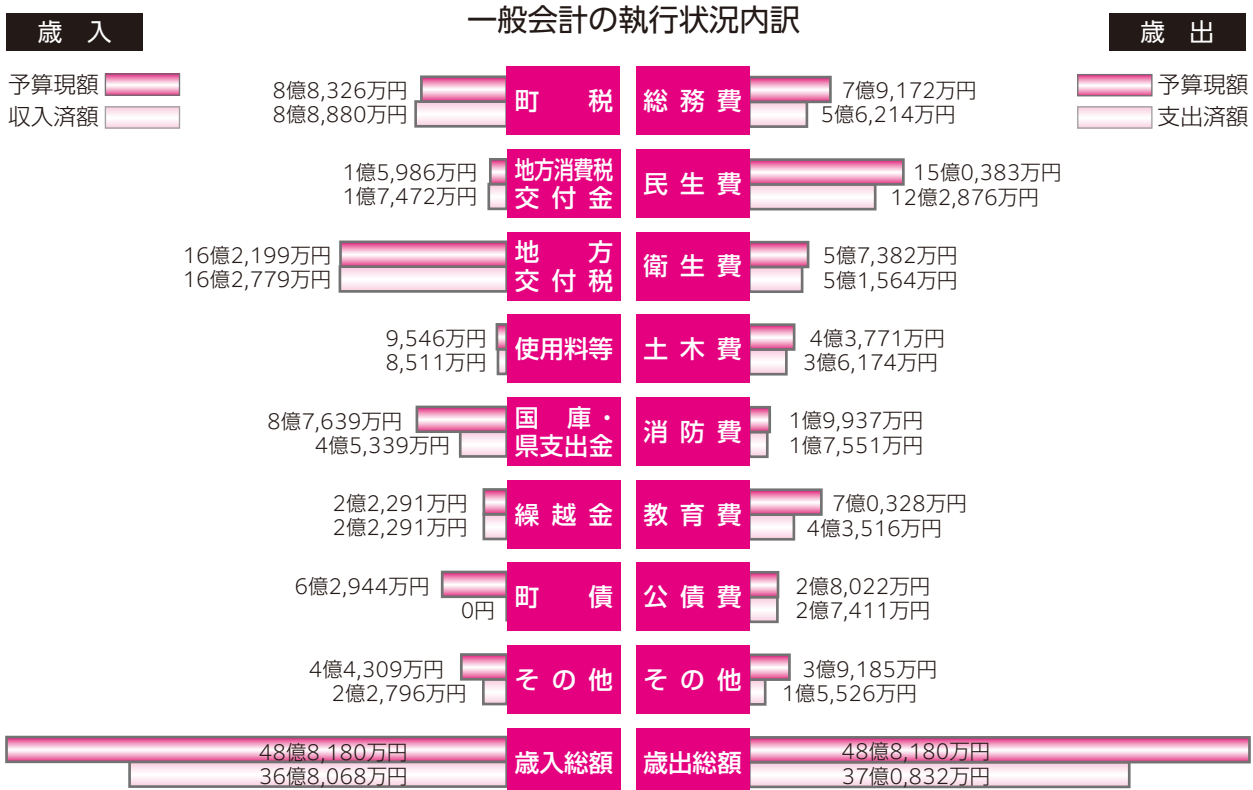 一般会計の執行状況内訳
歳入
予算現額
収入済額
歳出
予算現額
支出済額
8億8,326万円
8億8,880万円
町税
総務費
7億9,172万円
5億6,214万円
1億5,986万円
1億7,472万円
地方消費税
交付金
民生費
15億0,383万円
12億2,876万円
16億2,199万円
16億2,779万円
地方
交付税
衛生費
5億7,382万円
5億1,564万円
9,546万円
8,511万円
使用料等
土木費
4億3,771万円
3億6,174万円
8億7,639万円
4億5,339万円
国庫・
県支出金
消防費
1億9,937万円
1億7,551万円
2億2,291万円
2億2,291万円
繰越金
教育費
7億0,328万円
4億3,516万円
6億2,944万円
0円
町債
公債費
2億8,022万円
2億7,411万円
4億4,309万円
2億2,796万円
その他
その他
3億9,185万円
1億5,526万円
48億8,180万円
36億8,068万円
歳入総額
歳出総額
48億8,180万円
37億0,832万円